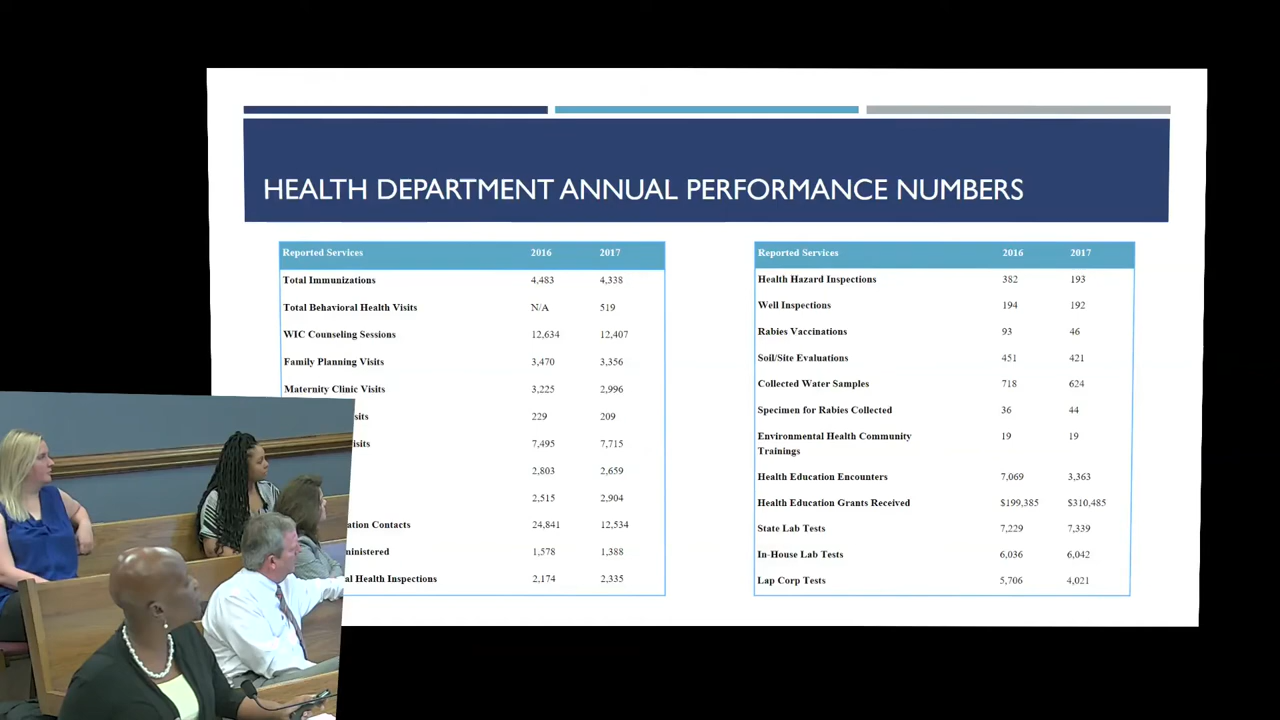 HEALTH DEPARTMENT ANNUAL PERFORMANCE NUMBERS
Reported Services 2016 2017
Total Immunizations 4,483 4,338
Total Behavioral Health Visits N/A 519
WIC Counseling Sessions 12,634 12,407
Family Planning Visits 3,470 3,356
Maternity Clinic Visits 3,225 2,996
229 209
7,495 7,715
2,803 2,659
2,515 2,904
Contacts 24,841 12,534
1,578 1,388
Health Inspections 2,174 2,335
Reported Services 2016 2017
Health Hazard Inspections 382 193
Well Inspections 194 192
Rabies Vaccinations 93 46
Soil/Site Evaluations 451 421
Collected Water Samples 718 624
Specimen for Rabies Collected 36 44
Environmental Health Community 19 19
Trainings
Health Education Encounters 7,069 3,363
Health Education Grants Received $199,385 $310,485
State Lab Tests 7,229 7,339
In-House Lab Tests 6,036 6,042
Lap Corp Tests 5,706 4,021